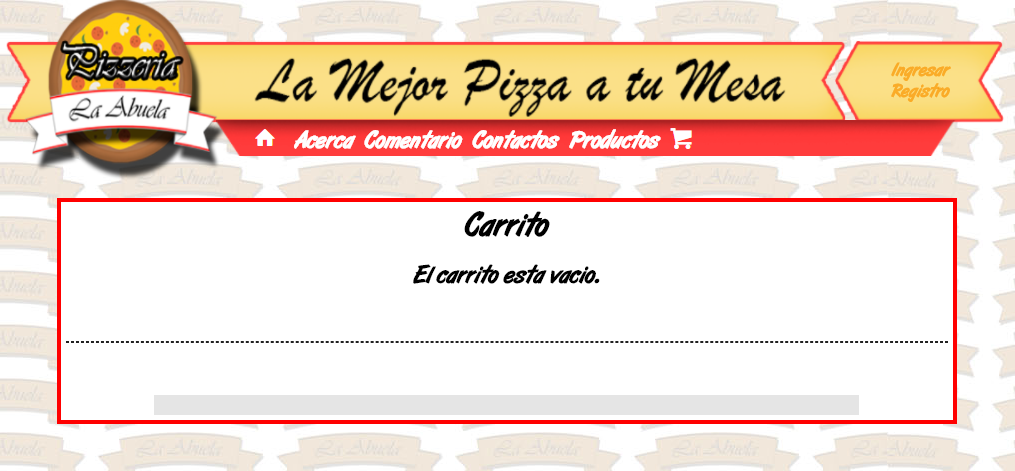 Pizzeria
La Abuela
La Mejor Pizza a tu Mesa
Ingresar
Registro
Acerca Comentario Contactos Productos
Carrito
El carrito esta vacio.